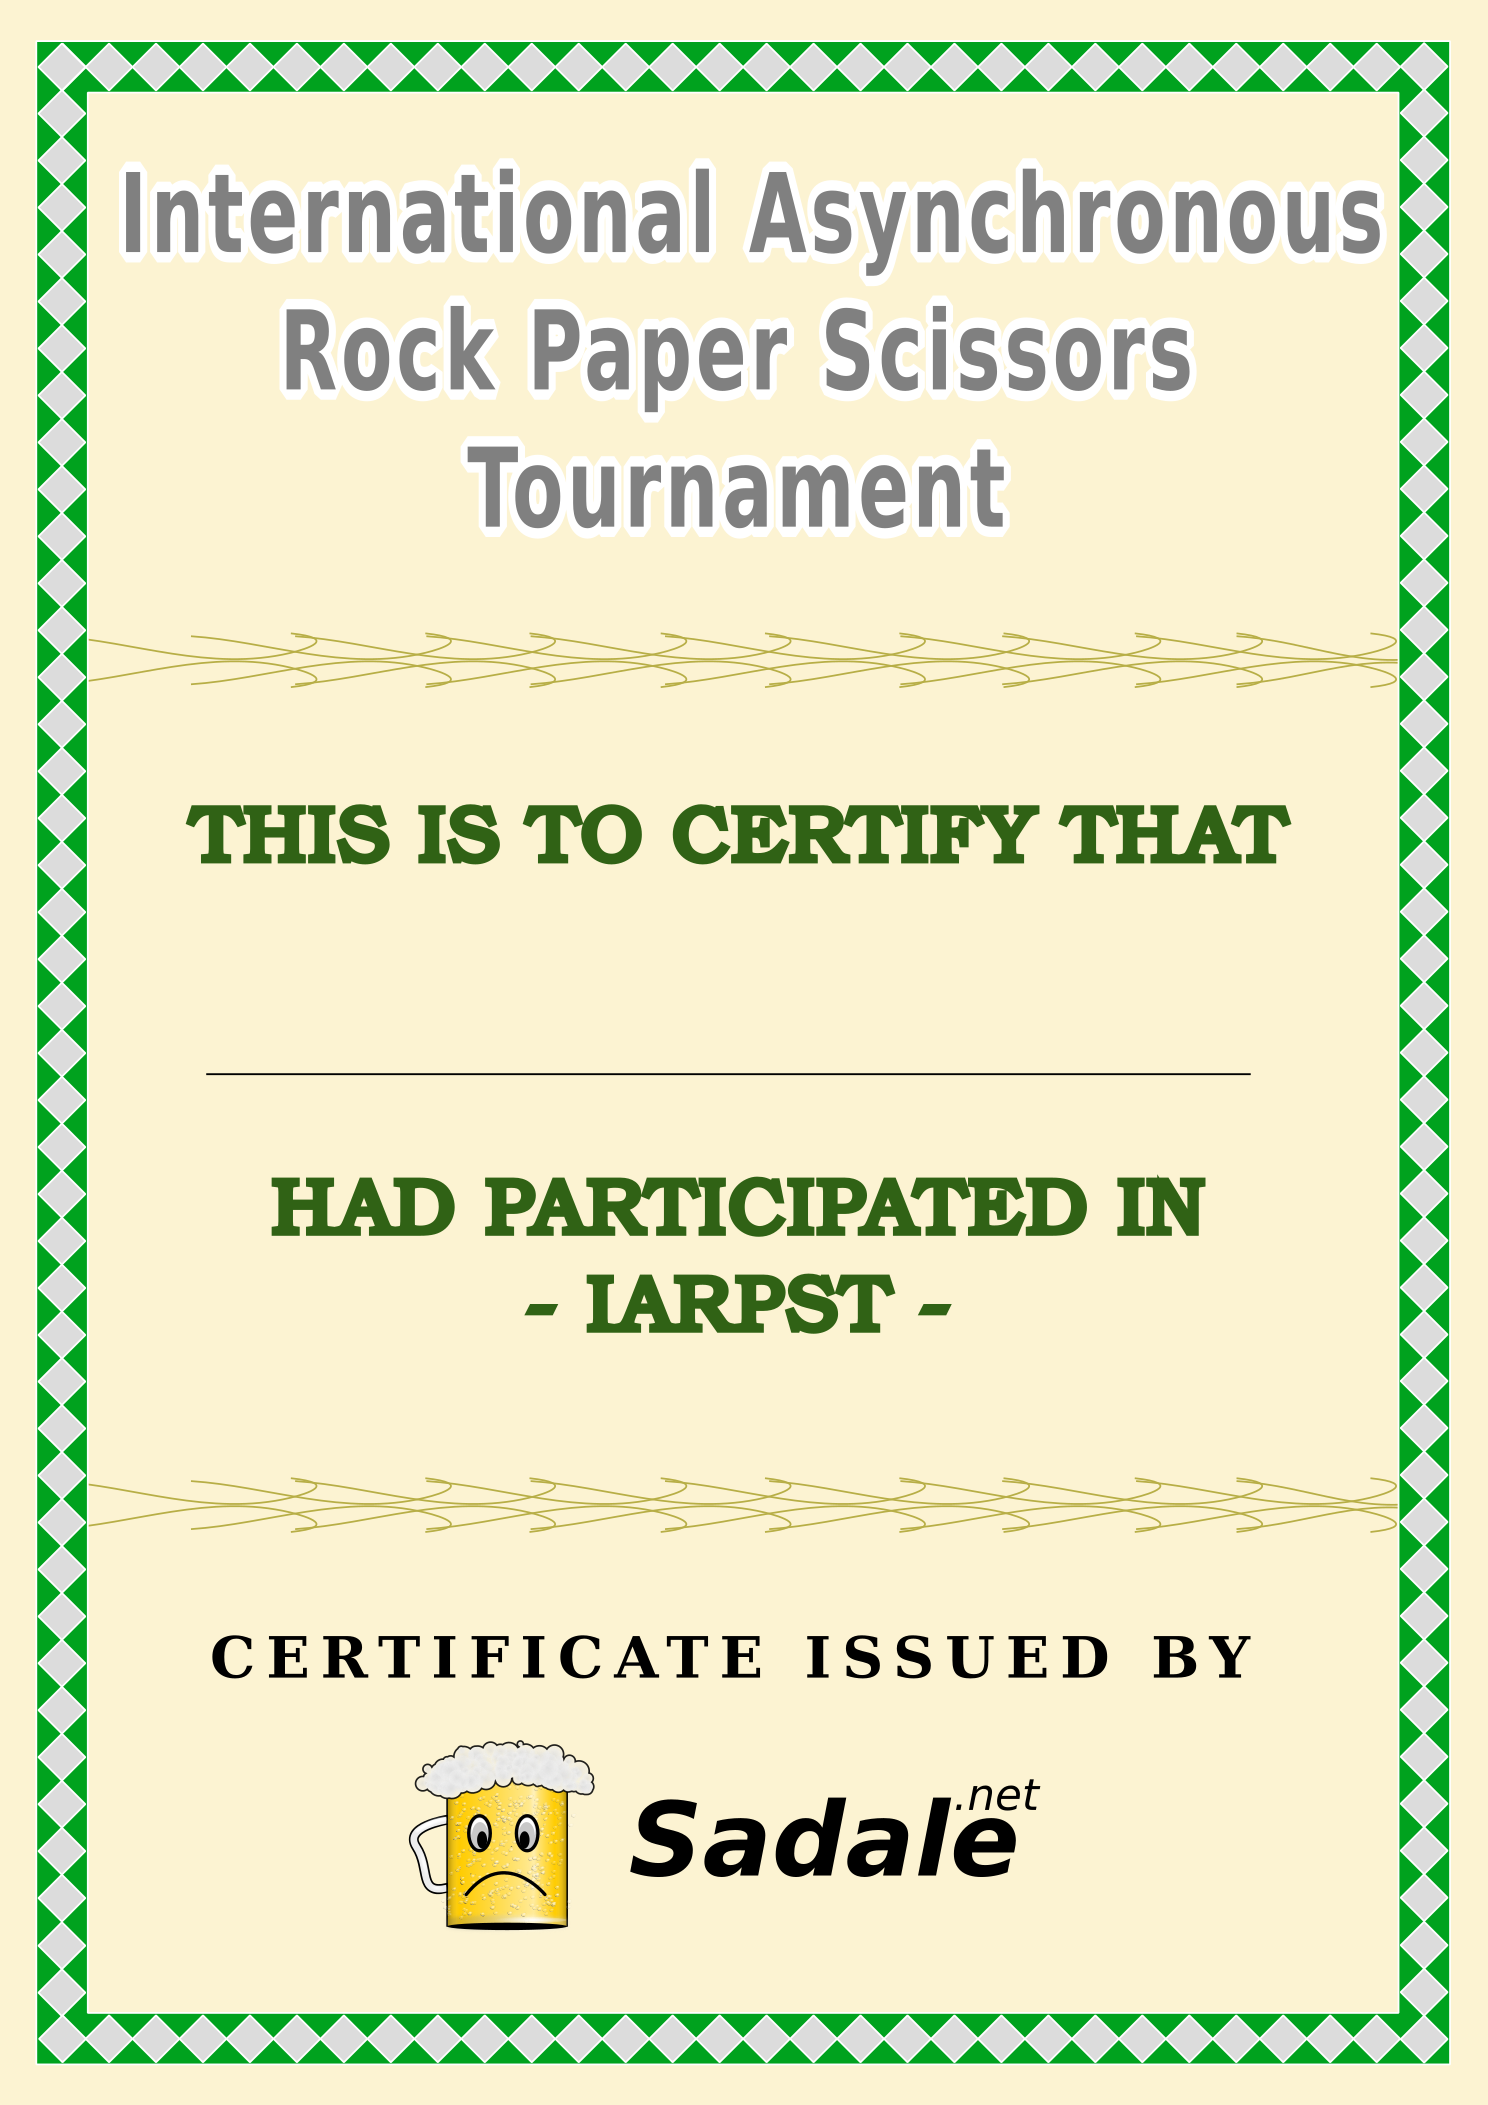 International Asynchronous
Rock Paper Scissors
Tournament
THIS IS TO CERTIFY THAT
HAD PARTICIPATED IN
- IARPST -
CERTIFICATE ISSUED BY
Sadale.net